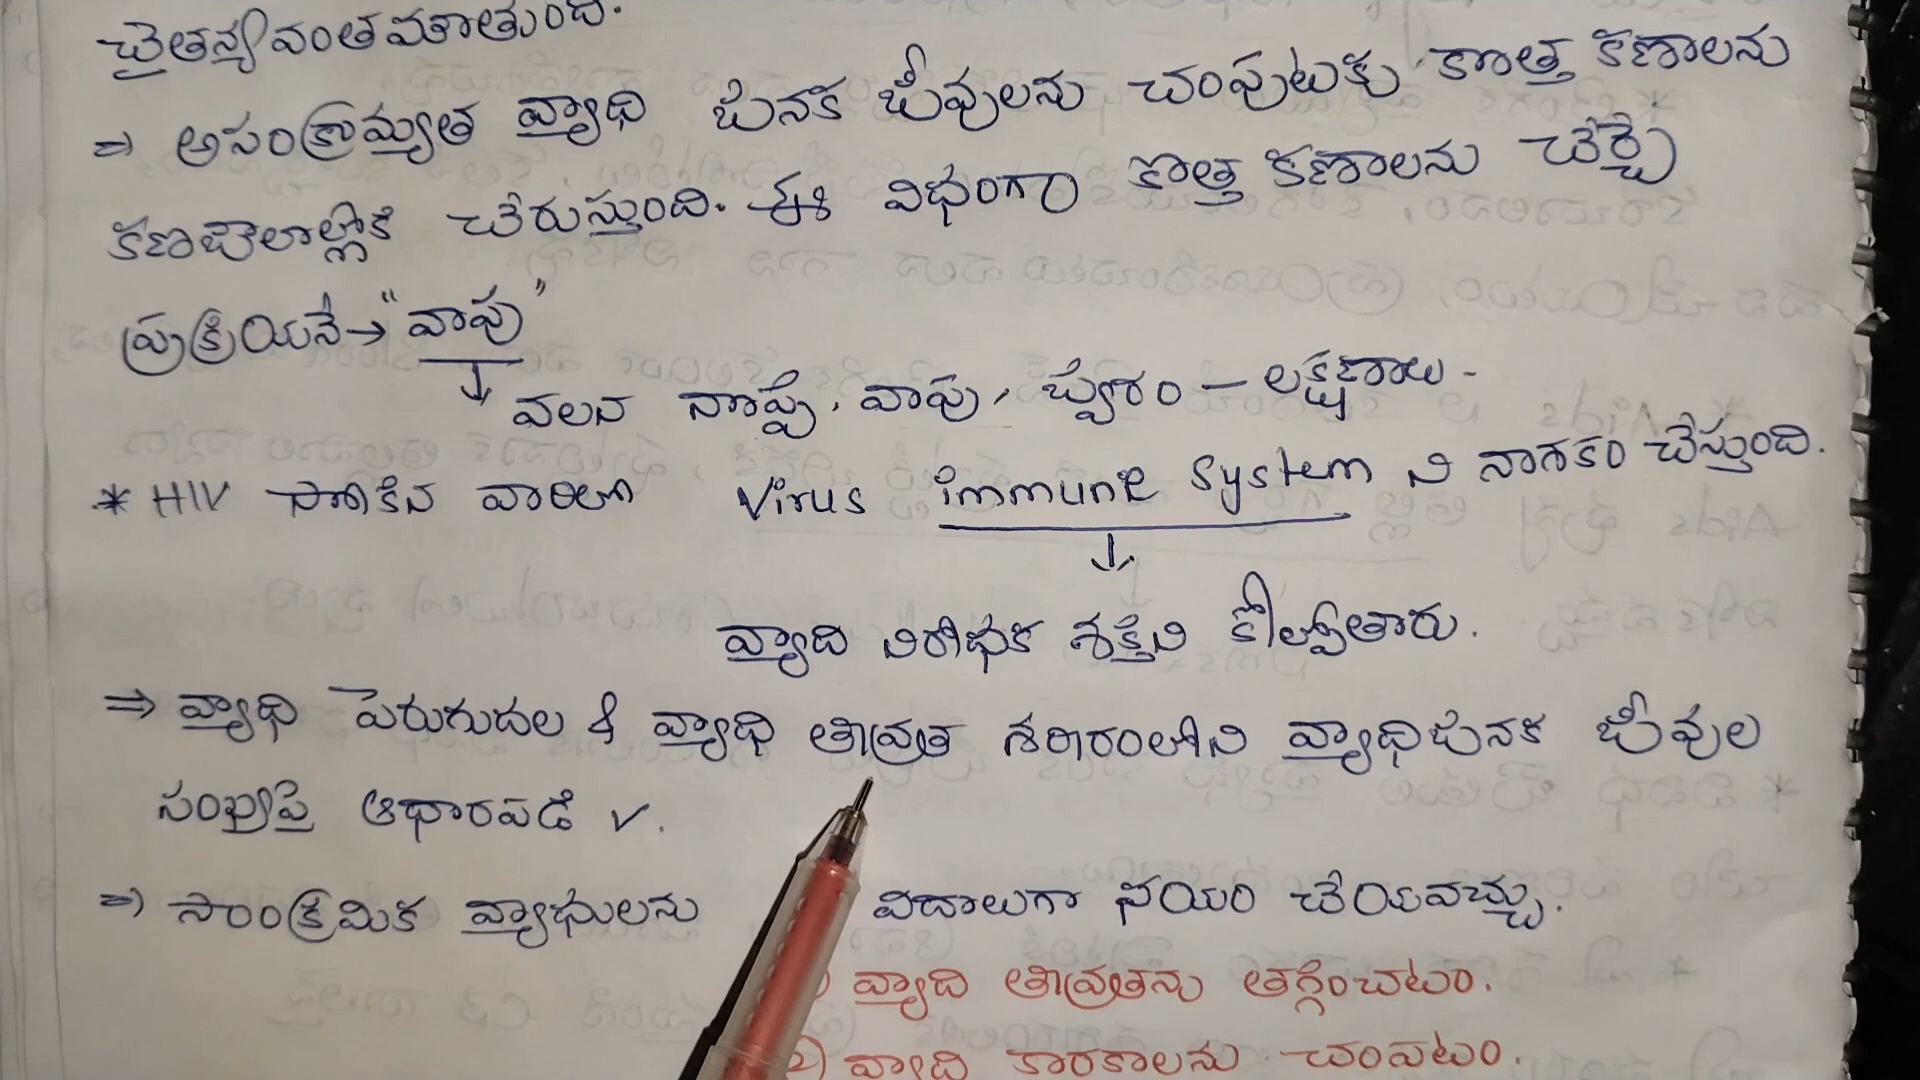 చైతన్యవంతమౌతుంది.
⇒ అసంక్రామ్యత వ్యాధి జనక జీవులను చంపుటకు కొత్త కణాలను
కణజాలాల్లోకి చేరుస్తుంది. ఈ విధంగా కొత్త కణాలను చేర్చే
ప్రక్రియనే → "వాపు"
↓ వలన నొప్పి, వాపు, జ్వరం - లక్షణాలు -
* HIV సోకిన వారిలో Virus immune system ని నాశకం చేస్తుంది.
↓
వ్యాది నిరోధక శక్తిని కోల్పోతారు.
⇒ వ్యాధి పెరుగుదల & వ్యాధి తీవ్రత శరీరంలోని వ్యాధిజనక జీవుల
సంఖ్యపై ఆధారపడి ✓.
⇒ సాంక్రమిక వ్యాధులను విదాలుగా నయం చేయవచ్చు.
) వ్యాది తీవ్రతను తగ్గించటం.
2) వ్యాది కారకాలను చంపటం.